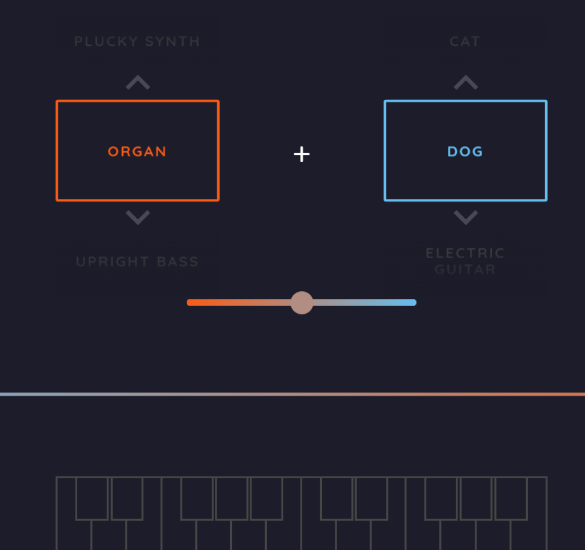 PLUCKY SYNTH
CAT
ORGAN
+
DOG
UPRIGHT BASS
ELECTRIC
GUITAR